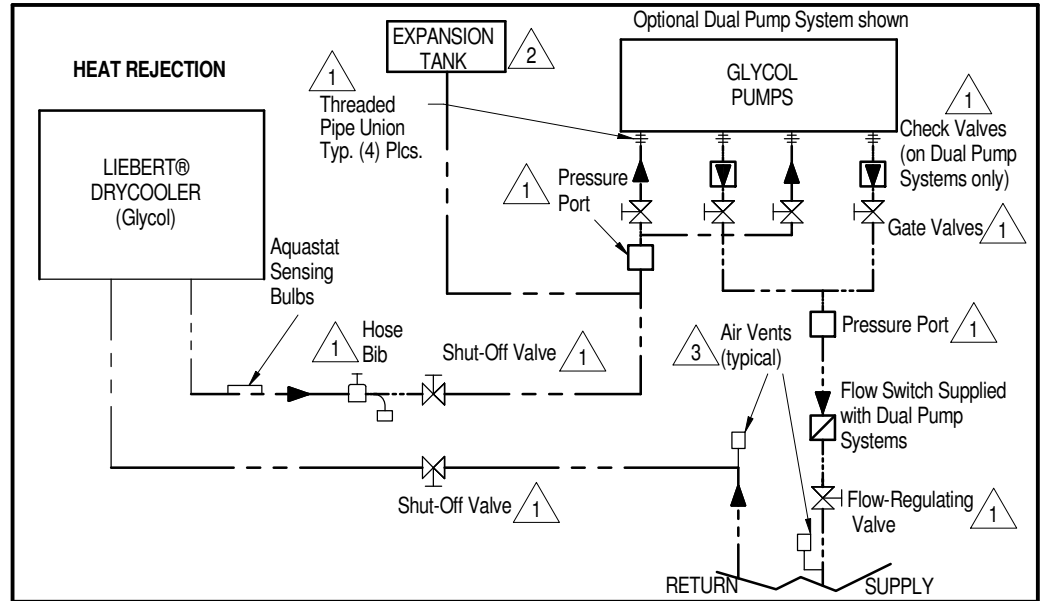 Optional Dual Pump System shown
HEAT REJECTION
EXPANSION
TANK
2
GLYCOL
PUMPS
1
Threaded
Pipe Union
Typ. (4) Plcs.
1
Check Valves
(on Dual Pump
Systems only)
LIEBERT®
DRYCOOLER
(Glycol)
1
Pressure
Port
Gate Valves
1
Aquastat
Sensing
Bulbs
1
Hose
Bib
Shut-Off Valve
1
3
Air Vents
(typical)
Pressure Port
1
Flow Switch Supplied
with Dual Pump
Systems
Shut-Off Valve
1
Flow-Regulating
Valve
1
RETURN
SUPPLY